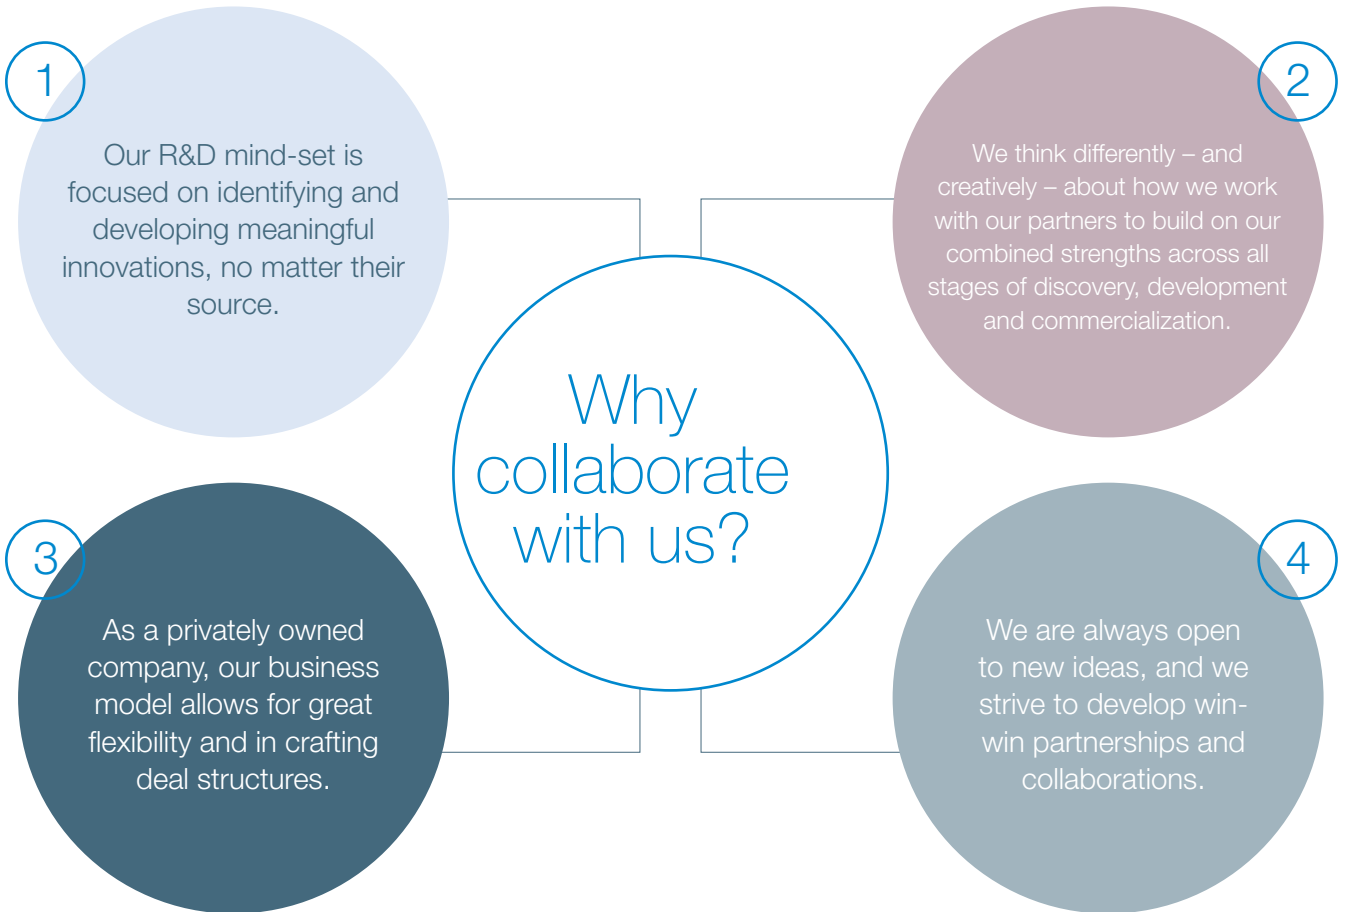 1
Our R&D mind-set is
focused on identifying and
developing meaningful
innovations, no matter their
source.
2
We think differently – and
creatively – about how we work
with our partners to build on our
combined strengths across all
stages of discovery, development
and commercialization.
Why
collaborate
with us?
3
As a privately owned
company, our business
model allows for great
flexibility and in crafting
deal structures.
4
We are always open
to new ideas, and we
strive to develop win-
win partnerships and
collaborations.